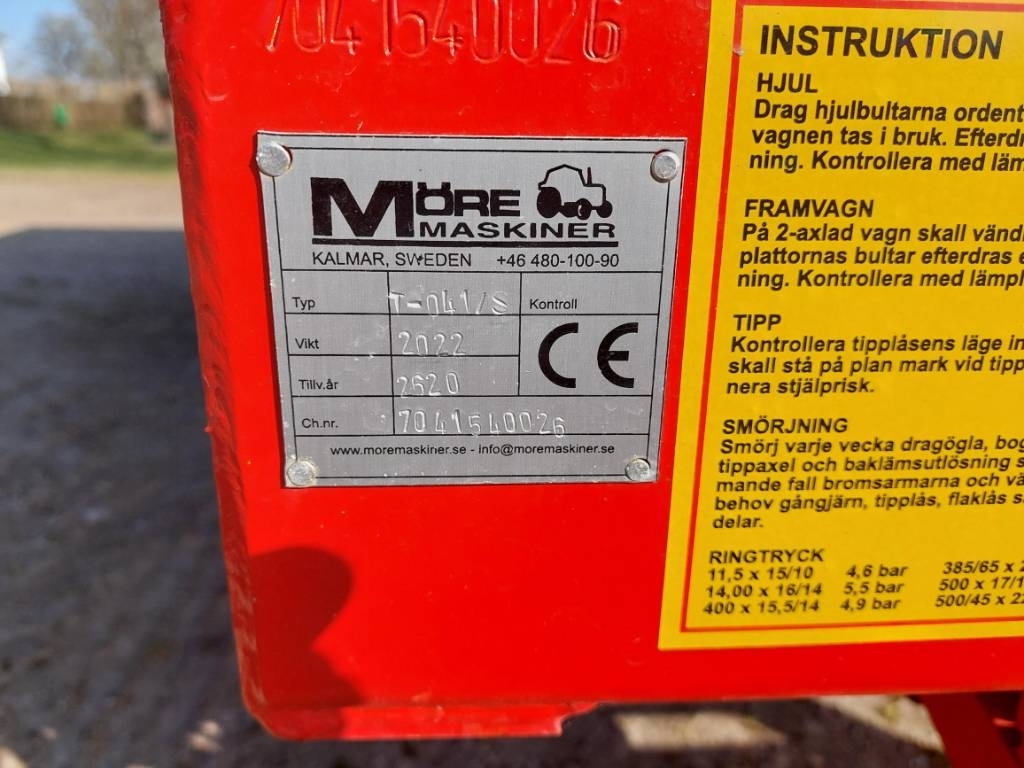 7041540026
MÖRE
MASKINER
KALMAR, SWEDEN +46 480-100-90
Typ T-041/S Kontroll
Vikt 2022
CE
Tillv.år 2620
Ch.nr. 7041540026
www.moremaskiner.se - info@moremaskiner.se
INSTRUKTION
HJUL
Drag hjulbultarna ordent
vagnen tas i bruk. Efterdr
ning. Kontrollera med läm
FRAMVAGN
På 2-axlad vagn skall vänd
plattornas bultar efterdras e
ning. Kontrollera med lämpl
TIPP
Kontrollera tipplåsens läge in
skall stå på plan mark vid tipp
nera stjälprisk.
SMÖRJNING
Smörj varje vecka dragögla, bog
tippaxel och baklämsutlösning s
mande fall bromsarmarna och vä
behov gångjärn, tipplås, flaklås s
delar.
RINGTRYCK
11,5 x 15/10 4,6 bar 385/65 x 2
14,00 x 16/14 5,5 bar 500 x 17/1
400 x 15,5/14 4,9 bar 500/45 x 22